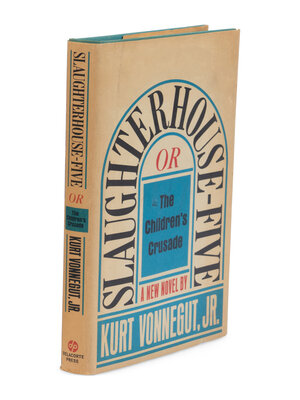 SLAUGHTERHOUSE-FIVE
OR
The
Children's
Crusade
KURT VONNEGUT, JR.
DELACORTE
PRESS
SLAUGHTERHOUSE-FIVE
OR
The
Children's
Crusade
A NEW NOVEL BY
KURT VONNEGUT, JR.